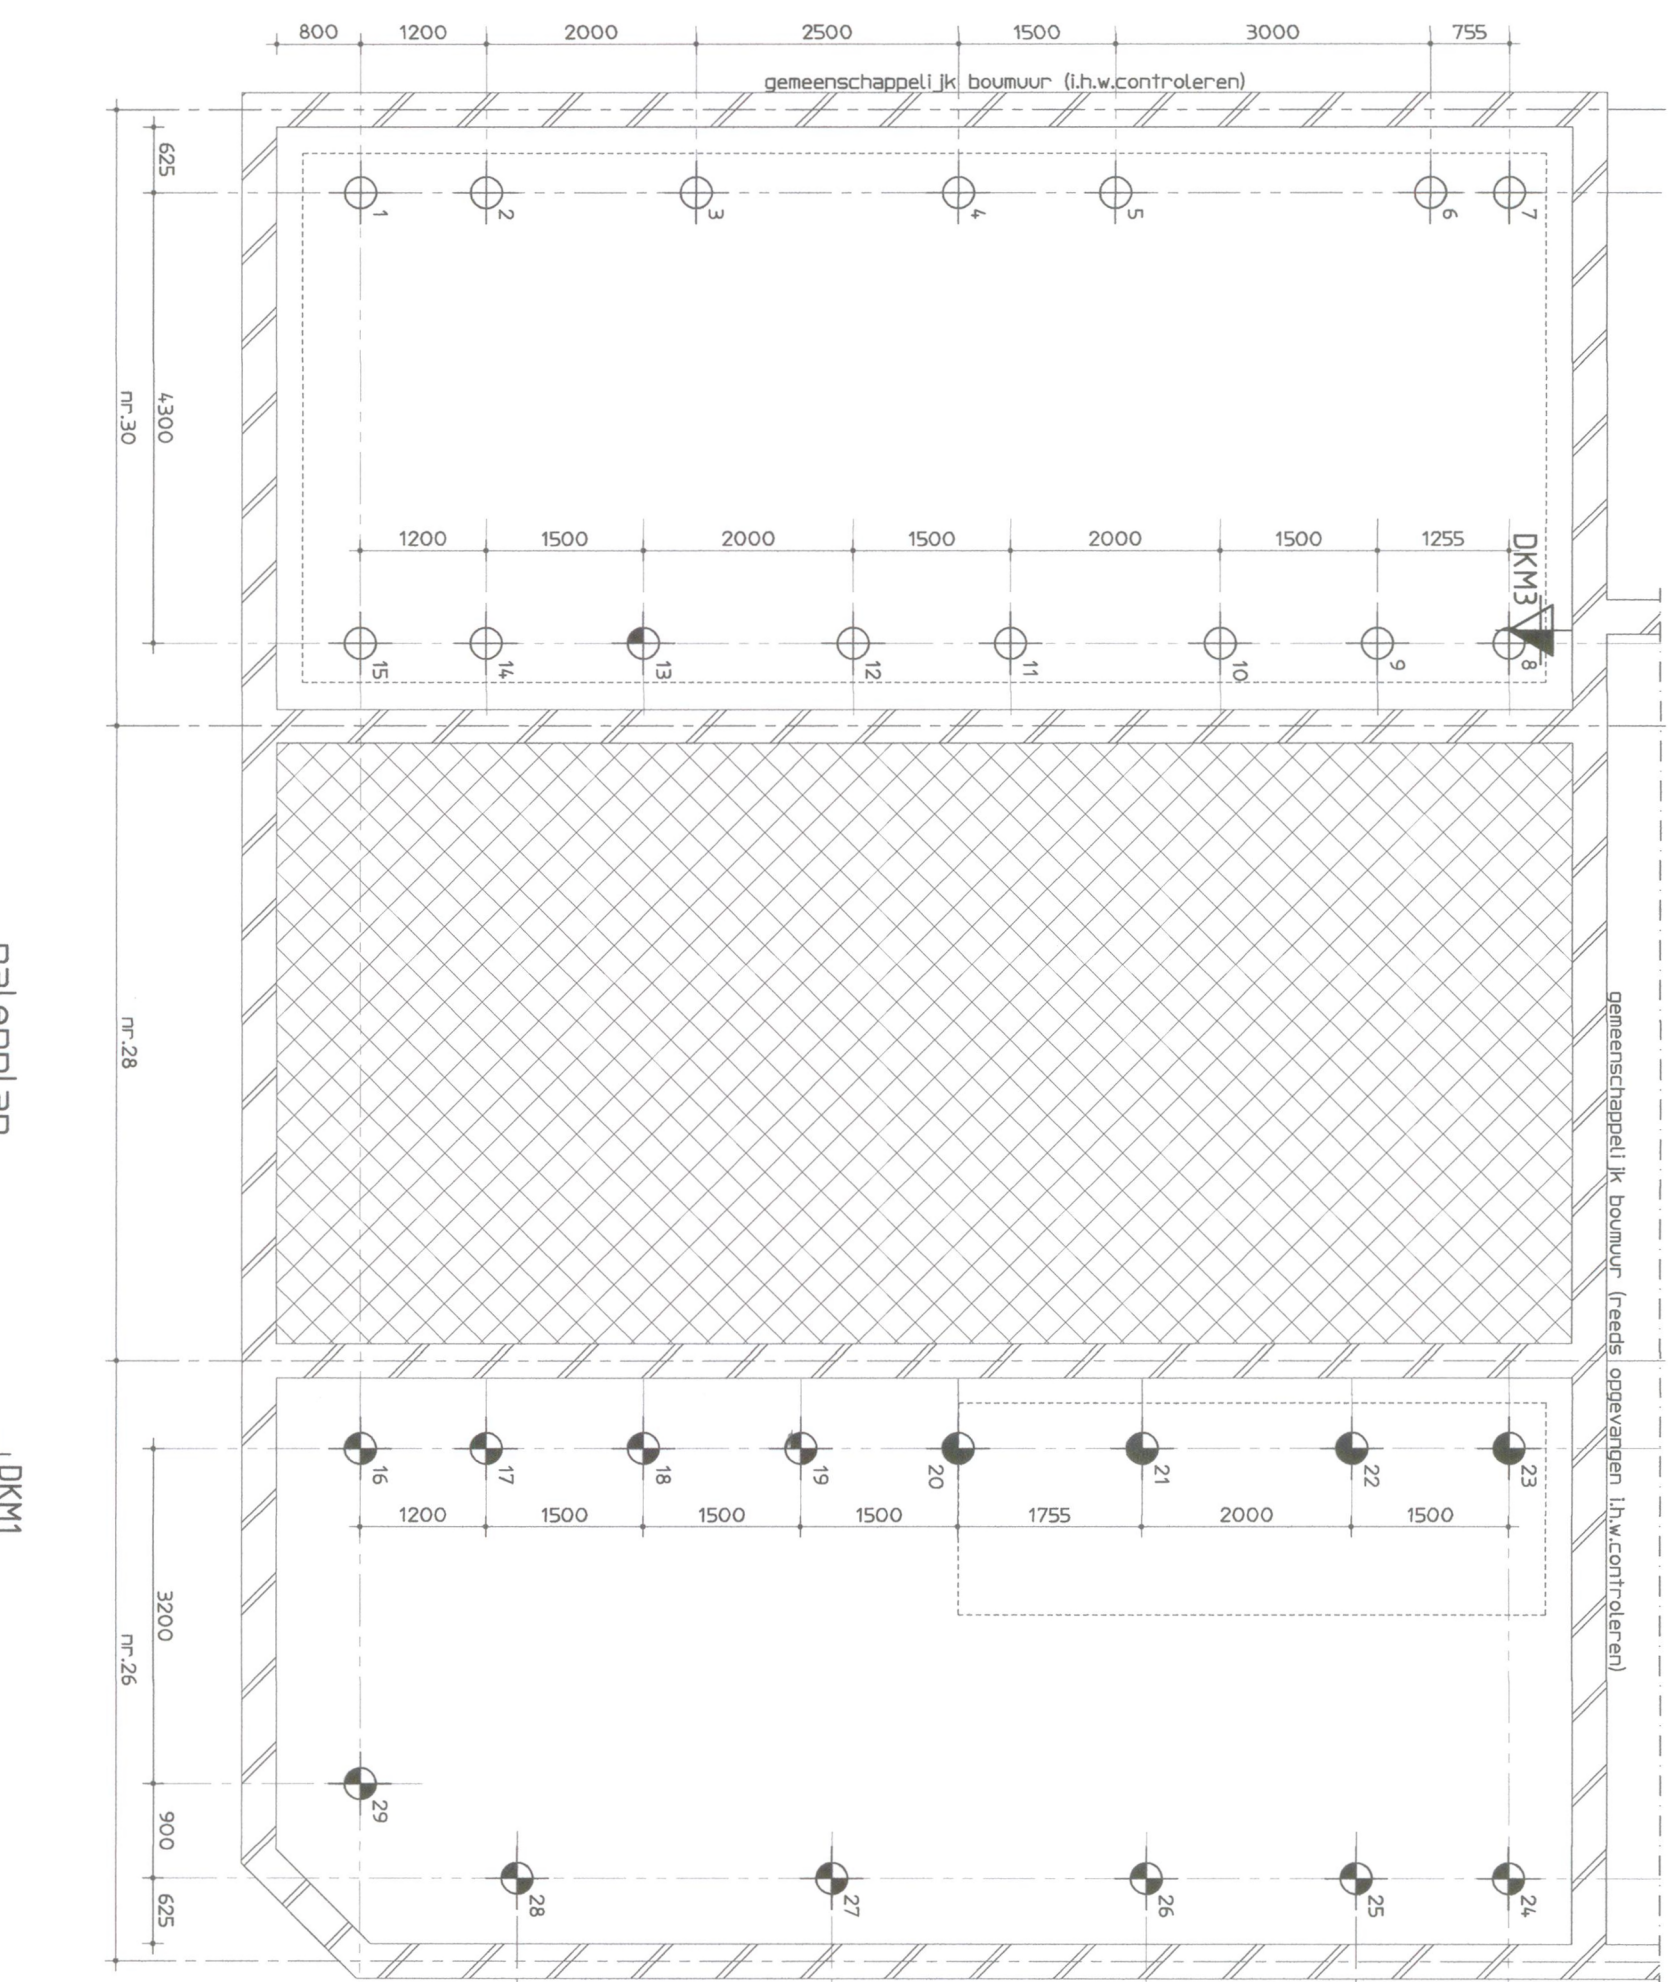 800 1200 2000 2500 1500 3000 755
gemeenschappelijk boumuur (i.h.w.controleren)
625
1 2 3 4 5 6 7
4300
nr.30
1200 1500 2000 1500 2000 1500 1255
DKM3
15 14 13 12 11 10 9 8
nr.28
gemeenschappelijk boumuur (reeds opgevangen i.h.w.controleren)
palenplan
DKM1
16 17 18 19 20 21 22 23
1200 1500 1500 1500 1755 2000 1500
3200
nr.26
29
900
28 27 26 25 24
625